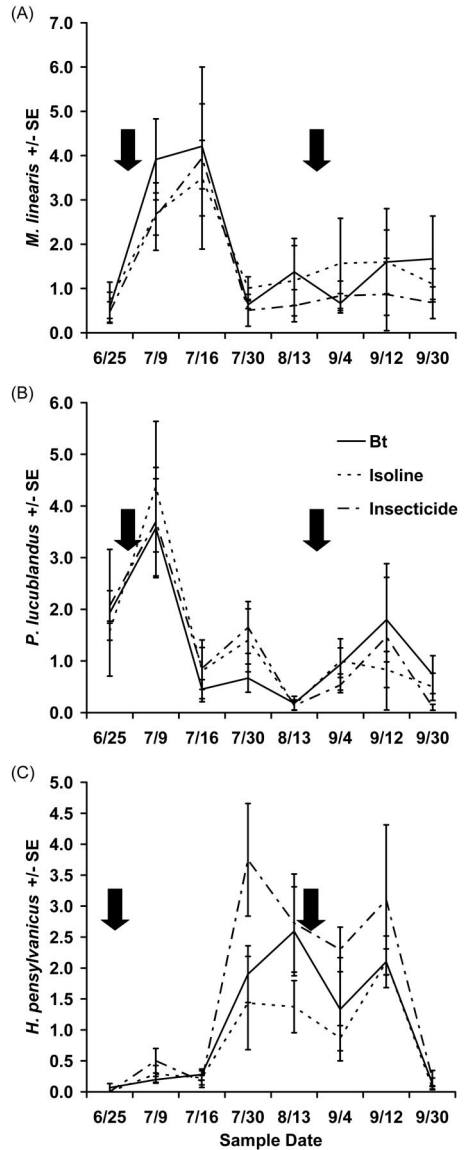 (A)
M. linearis +/- SE
7.0
6.0
5.0
4.0
3.0
2.0
1.0
0.0
6/25 7/9 7/16 7/30 8/13 9/4 9/12 9/30
(B)
P. lucublandus +/- SE
6.0
5.0
4.0
3.0
2.0
1.0
0.0
Bt
Isoline
Insecticide
6/25 7/9 7/16 7/30 8/13 9/4 9/12 9/30
(C)
H. pensylvanicus +/- SE
5.0
4.5
4.0
3.5
3.0
2.5
2.0
1.5
1.0
0.5
0.0
6/25 7/9 7/16 7/30 8/13 9/4 9/12 9/30
Sample Date